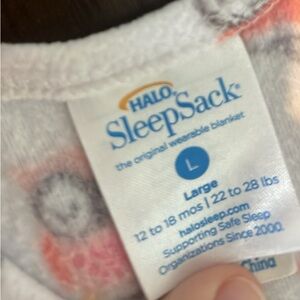 HALO
SleepSack®
the original wearable blanket
L
Large
12 to 18 mos | 22 to 28 lbs
halosleep.com
Supporting Safe Sleep
Organizations Since 2000.
China